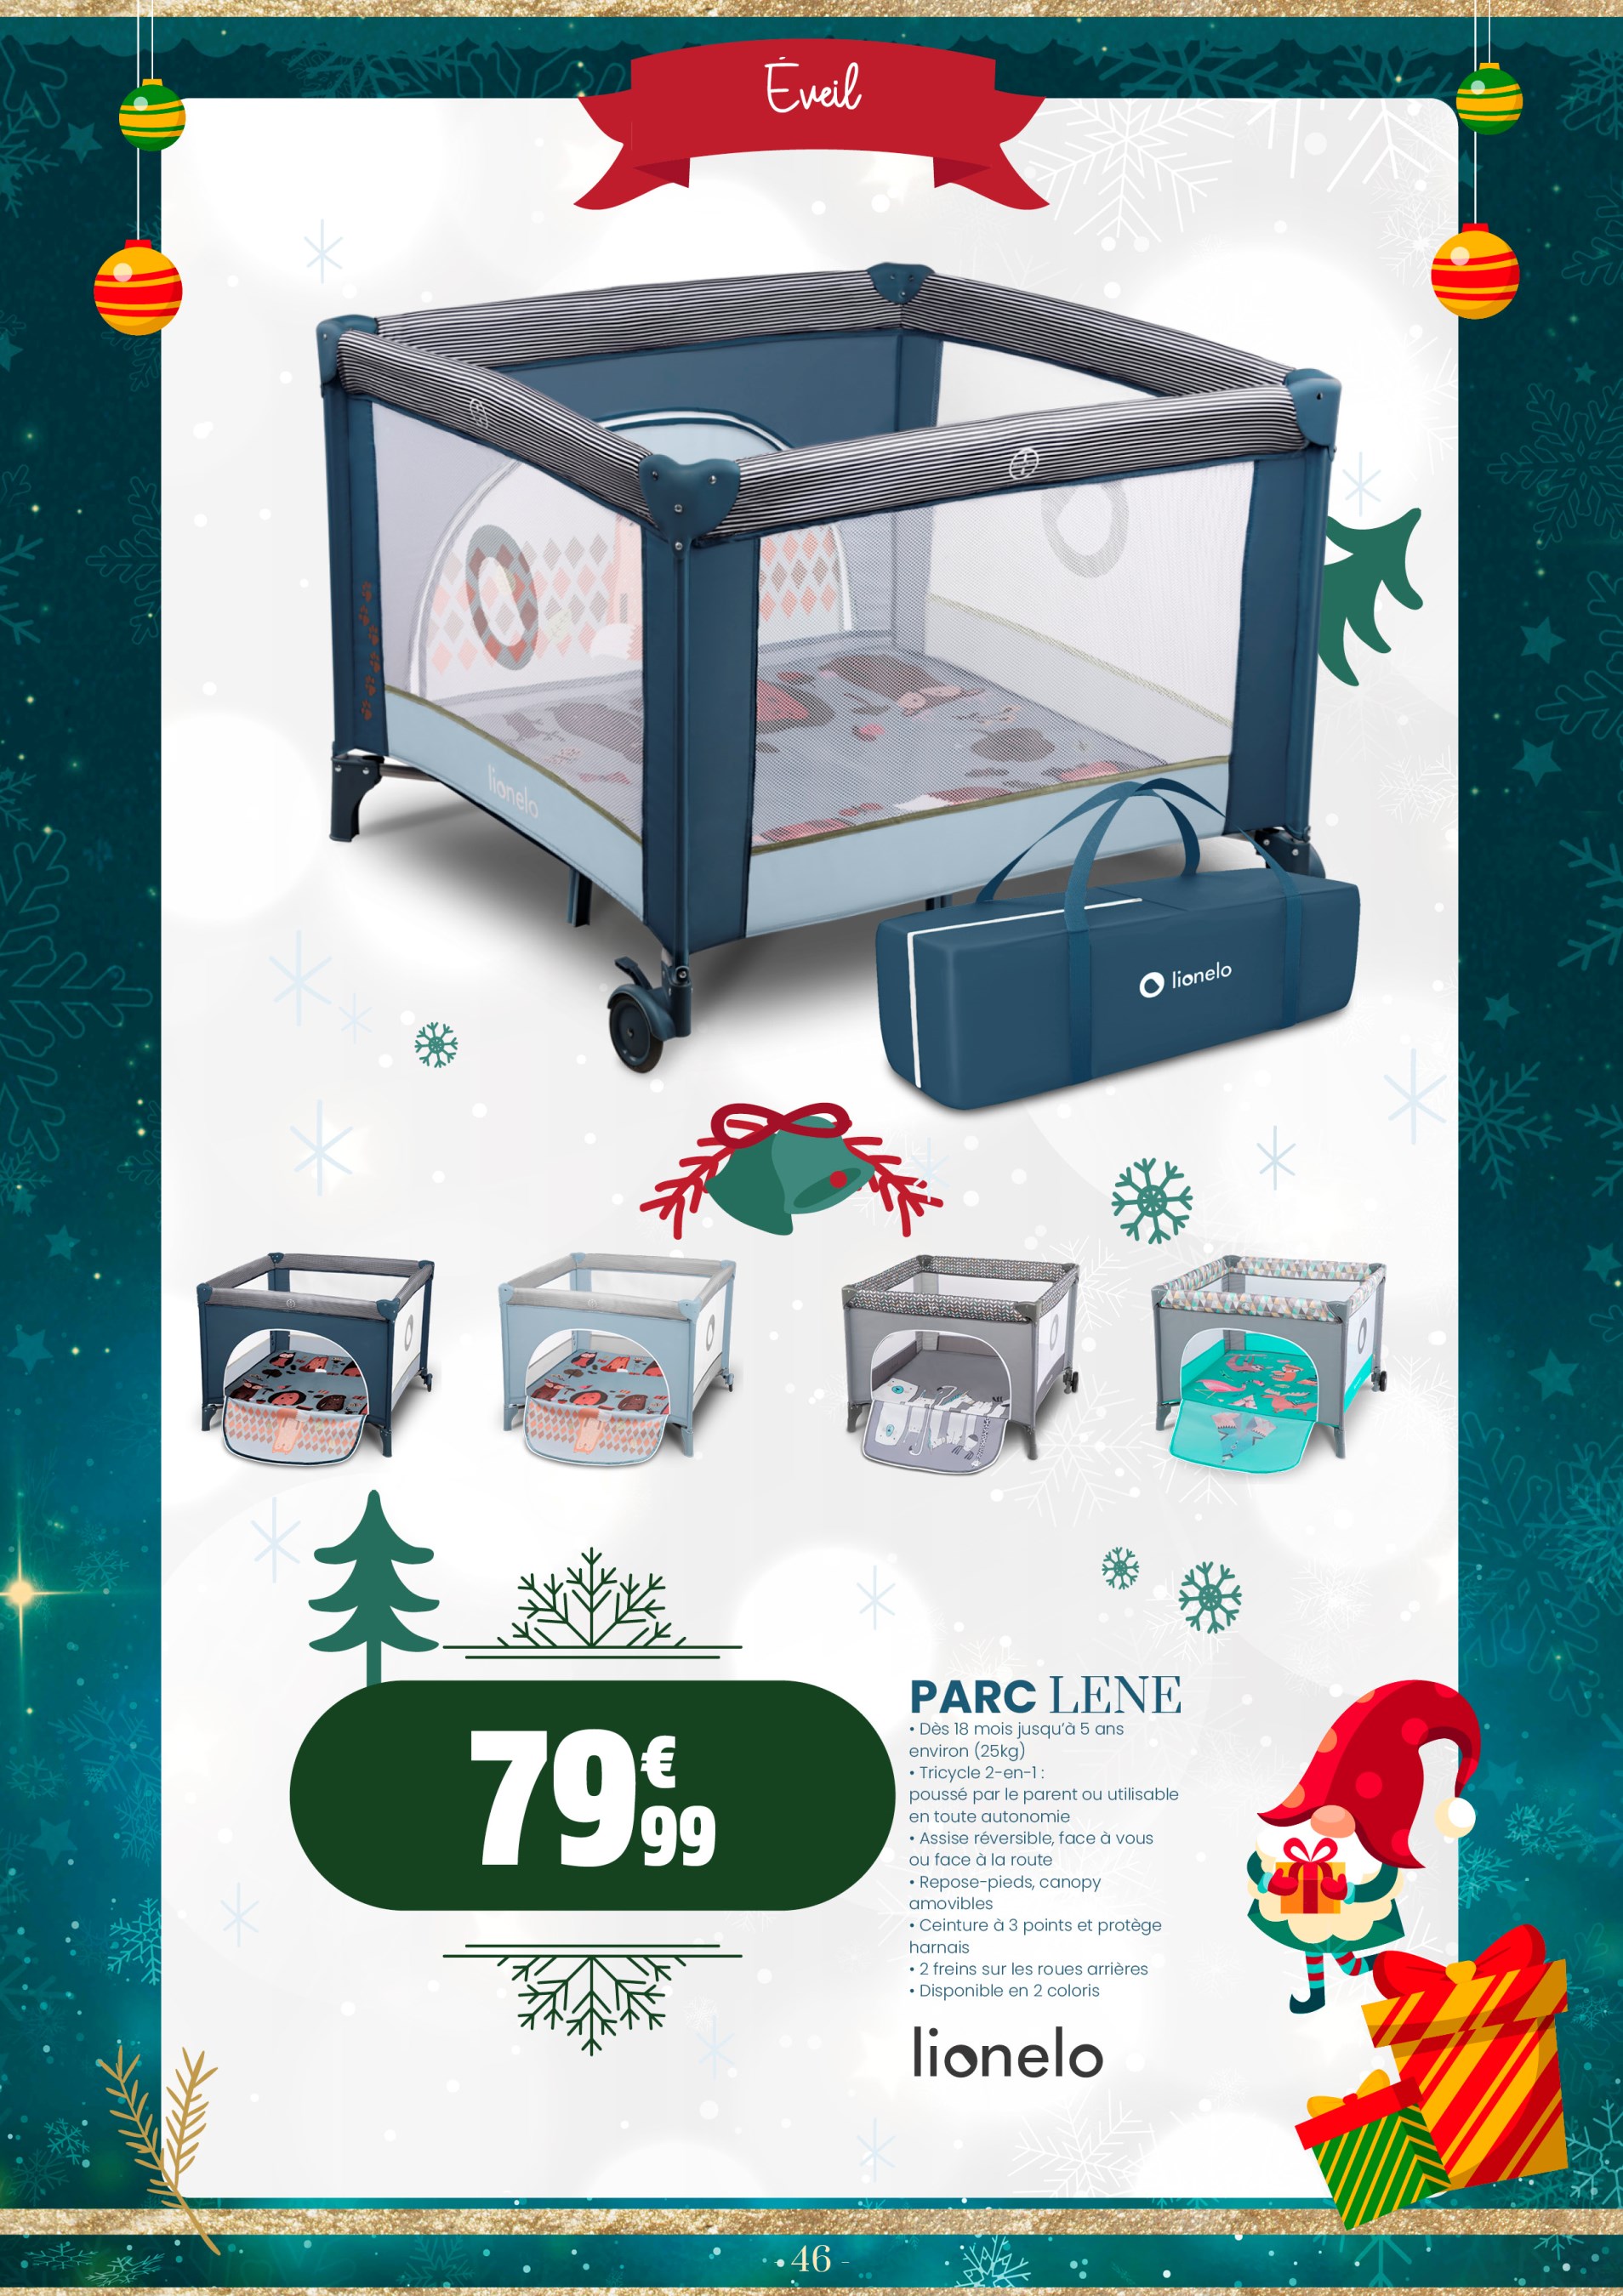 Éveil
lionelo
lionelo
79€99
PARC LENE
• Dès 18 mois jusqu'à 5 ans
environ (25kg)
• Tricycle 2-en-1 :
poussé par le parent ou utilisable
en toute autonomie
• Assise réversible, face à vous
ou face à la route
• Repose-pieds, canopy
amovibles
• Ceinture à 3 points et protège
harnais
• 2 freins sur les roues arrières
• Disponible en 2 coloris
lionelo
- 46 -